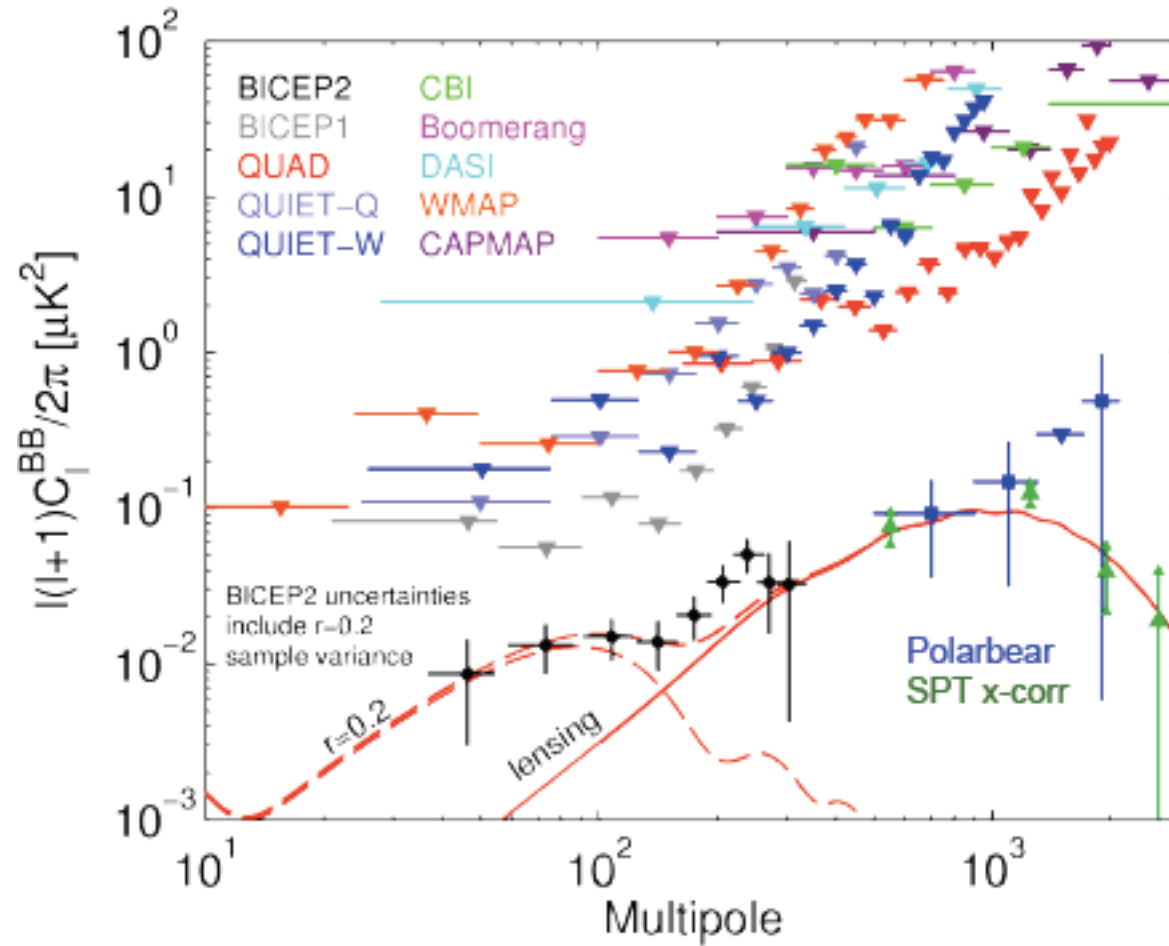 l(l+1)C_l^BB/2π [μK²]
10²
10¹
10⁰
10⁻¹
10⁻²
10⁻³
BICEP2
BICEP1
QUAD
QUIET-Q
QUIET-W
CBI
Boomerang
DASI
WMAP
CAPMAP
BICEP2 uncertainties
include r=0.2
sample variance
r=0.2
lensing
Polarbear
SPT x-corr
10¹
10²
10³
Multipole